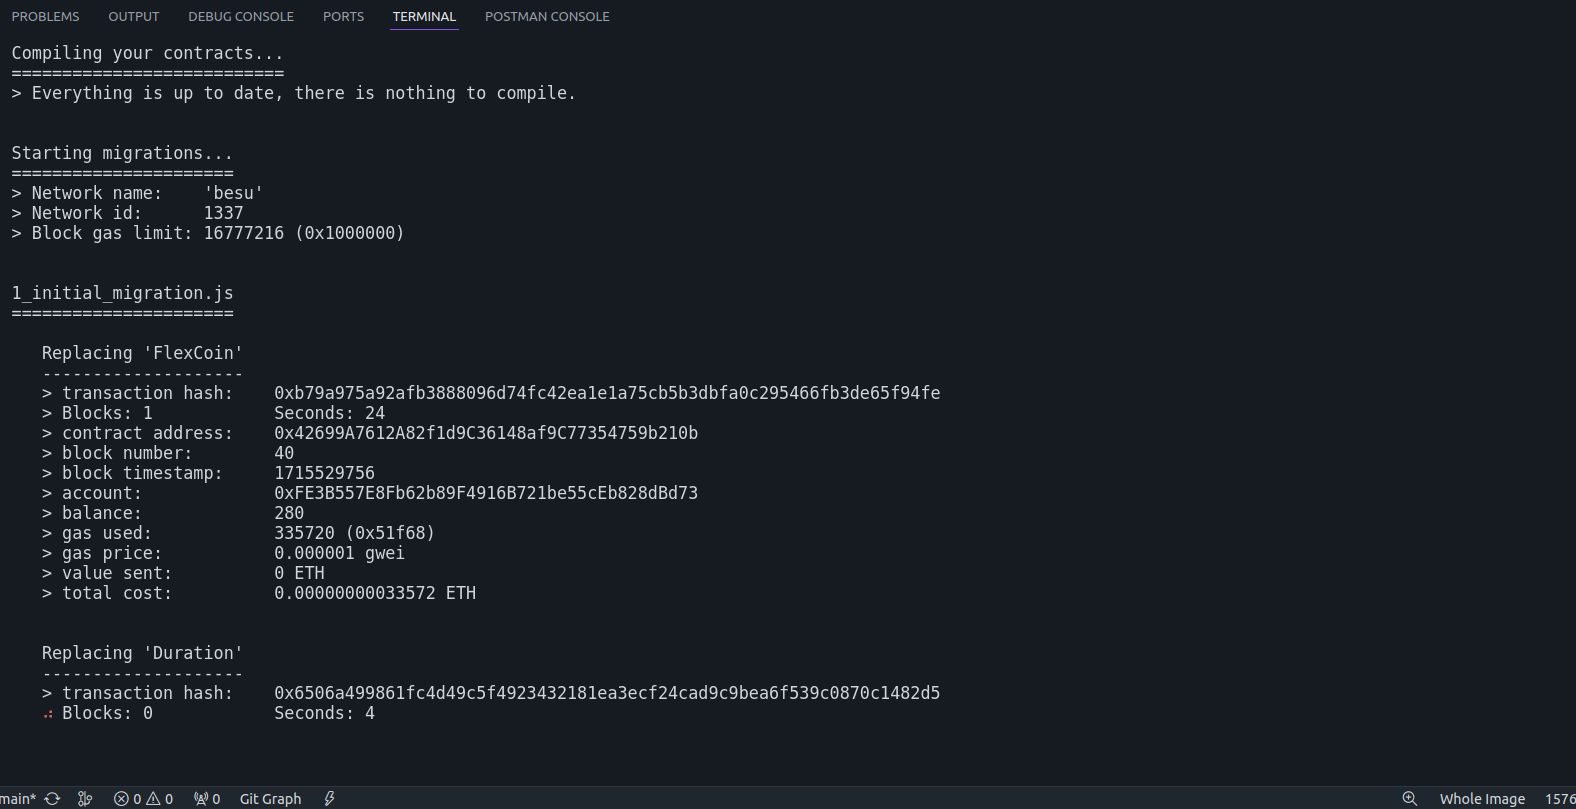 PROBLEMS OUTPUT DEBUG CONSOLE PORTS TERMINAL POSTMAN CONSOLE
Compiling your contracts...
===========================
> Everything is up to date, there is nothing to compile.
Starting migrations...
======================
> Network name:    'besu'
> Network id:      1337
> Block gas limit: 16777216 (0x1000000)
1_initial_migration.js
======================
Replacing 'FlexCoin'
--------------------
> transaction hash:    0xb79a975a92afb3888096d74fc42ea1e1a75cb5b3dbfa0c295466fb3de65f94fe
> Blocks: 1            Seconds: 24
> contract address:    0x42699A7612A82f1d9C36148af9C77354759b210b
> block number:        40
> block timestamp:     1715529756
> account:             0xFE3B557E8Fb62b89F4916B721be55cEb828dBd73
> balance:             280
> gas used:            335720 (0x51f68)
> gas price:           0.000001 gwei
> value sent:          0 ETH
> total cost:          0.00000000033572 ETH
Replacing 'Duration'
--------------------
> transaction hash:    0x6506a499861fc4d49c5f4923432181ea3ecf24cad9c9bea6f539c0870c1482d5
Blocks: 0            Seconds: 4
main* 0 0 0 Git Graph Whole Image 1576